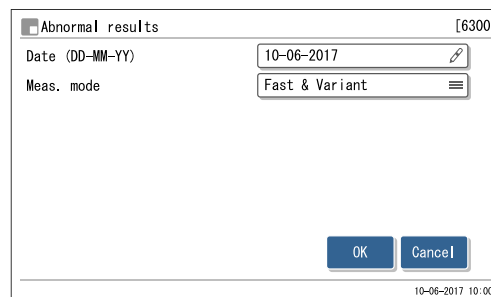 Abnormal results [6300
Date (DD-MM-YY) 10-06-2017
Meas. mode Fast & Variant
OK Cancel
10-06-2017 10:00